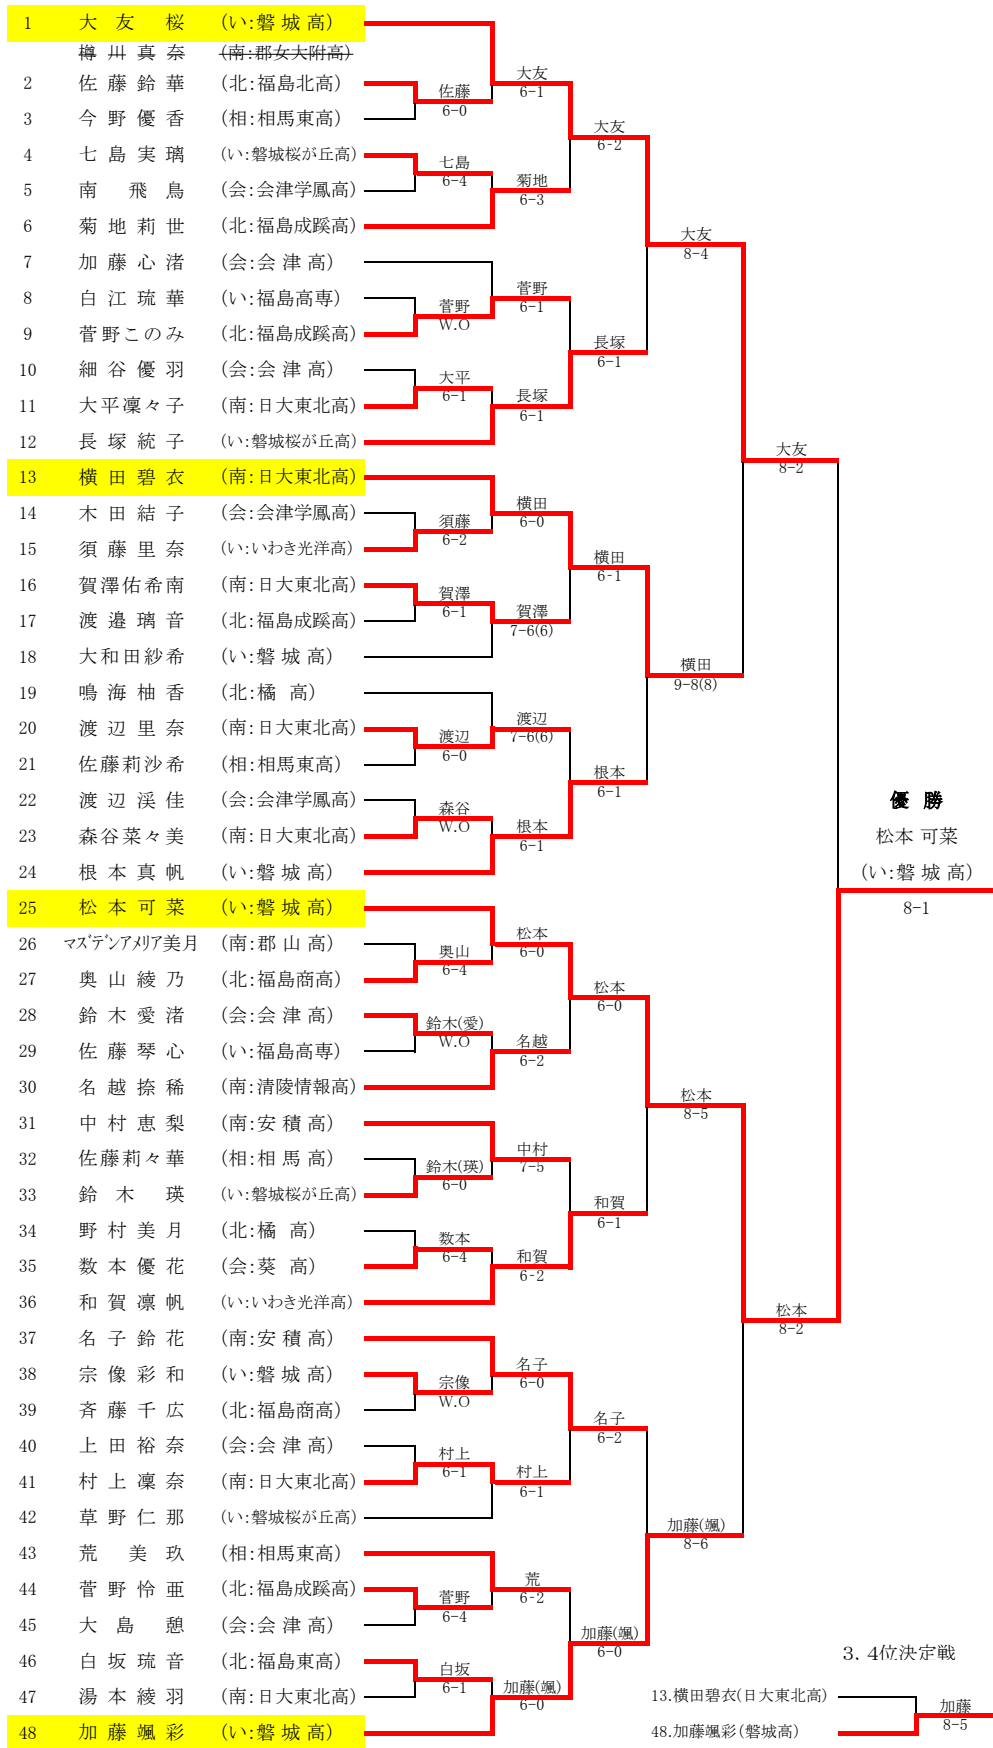 1 大 友 桜 (い:磐 城 高)
樽 川 真 奈 (南:郡女大附高)
2 佐 藤 鈴 華 (北:福島北高)
3 今 野 優 香 (相:相馬東高)
4 七 島 実 璃 (い:磐城桜が丘高)
5 南 飛 鳥 (会:会津学鳳高)
6 菊 地 莉 世 (北:福島成蹊高)
7 加 藤 心 渚 (会:会 津 高)
8 白 江 琉 華 (い:福島高専)
9 菅野このみ (北:福島成蹊高)
10 細 谷 優 羽 (会:会 津 高)
11 大平凜々子 (南:日大東北高)
12 長 塚 統 子 (い:磐城桜が丘高)
13 横 田 碧 衣 (南:日大東北高)
14 木 田 結 子 (会:会津学鳳高)
15 須 藤 里 奈 (い:いわき光洋高)
16 賀澤佑希南 (南:日大東北高)
17 渡 邉 璃 音 (北:福島成蹊高)
18 大和田紗希 (い:磐 城 高)
19 鳴 海 柚 香 (北:橘 高)
20 渡 辺 里 奈 (南:日大東北高)
21 佐藤莉沙希 (相:相馬東高)
22 渡 辺 渓 佳 (会:会津学鳳高)
23 森谷菜々美 (南:日大東北高)
24 根 本 真 帆 (い:磐 城 高)
25 松 本 可 菜 (い:磐 城 高)
26 マズデンアメリア美月 (南:郡 山 高)
27 奥 山 綾 乃 (北:福島商高)
28 鈴 木 愛 渚 (会:会 津 高)
29 佐 藤 琴 心 (い:福島高専)
30 名 越 捺 稀 (南:清陵情報高)
31 中 村 恵 梨 (南:安 積 高)
32 佐藤莉々華 (相:相 馬 高)
33 鈴 木 瑛 (い:磐城桜が丘高)
34 野 村 美 月 (北:橘 高)
35 数 本 優 花 (会:葵 高)
36 和 賀 凛 帆 (い:いわき光洋高)
37 名 子 鈴 花 (南:安 積 高)
38 宗 像 彩 和 (い:磐 城 高)
39 斉 藤 千 広 (北:福島商高)
40 上 田 裕 奈 (会:会 津 高)
41 村 上 凜 奈 (南:日大東北高)
42 草 野 仁 那 (い:磐城桜が丘高)
43 荒 美 玖 (相:相馬東高)
44 菅 野 怜 亜 (北:福島成蹊高)
45 大 島 憩 (会:会 津 高)
46 白 坂 琉 音 (北:福島東高)
47 湯 本 綾 羽 (南:日大東北高)
48 加 藤 颯 彩 (い:磐 城 高)
佐藤
6-0
七島
6-4
菅野
W.O
大平
6-1
須藤
6-2
賀澤
6-1
渡辺
6-0
森谷
W.O
奥山
6-4
鈴木(愛)
W.O
鈴木(瑛)
6-0
数本
6-4
宗像
W.O
村上
6-1
菅野
6-4
白坂
6-1
大友
6-1
菊地
6-3
菅野
6-1
長塚
6-1
横田
6-0
賀澤
7-6(6)
渡辺
7-6(6)
根本
6-1
松本
6-0
名越
6-2
中村
7-5
和賀
6-2
名子
6-0
村上
6-1
荒
6-2
加藤(颯)
6-0
大友
6-2
長塚
6-1
横田
6-1
根本
6-1
松本
6-0
和賀
6-1
名子
6-2
加藤(颯)
6-0
大友
8-4
横田
9-8(8)
松本
8-5
加藤(颯)
8-6
大友
8-2
松本
8-2
優 勝
松本 可菜
(い:磐 城 高)
8-1
3, 4位決定戦
13.横田碧衣(日大東北高)
48.加藤颯彩(磐城高)
加藤
8-5